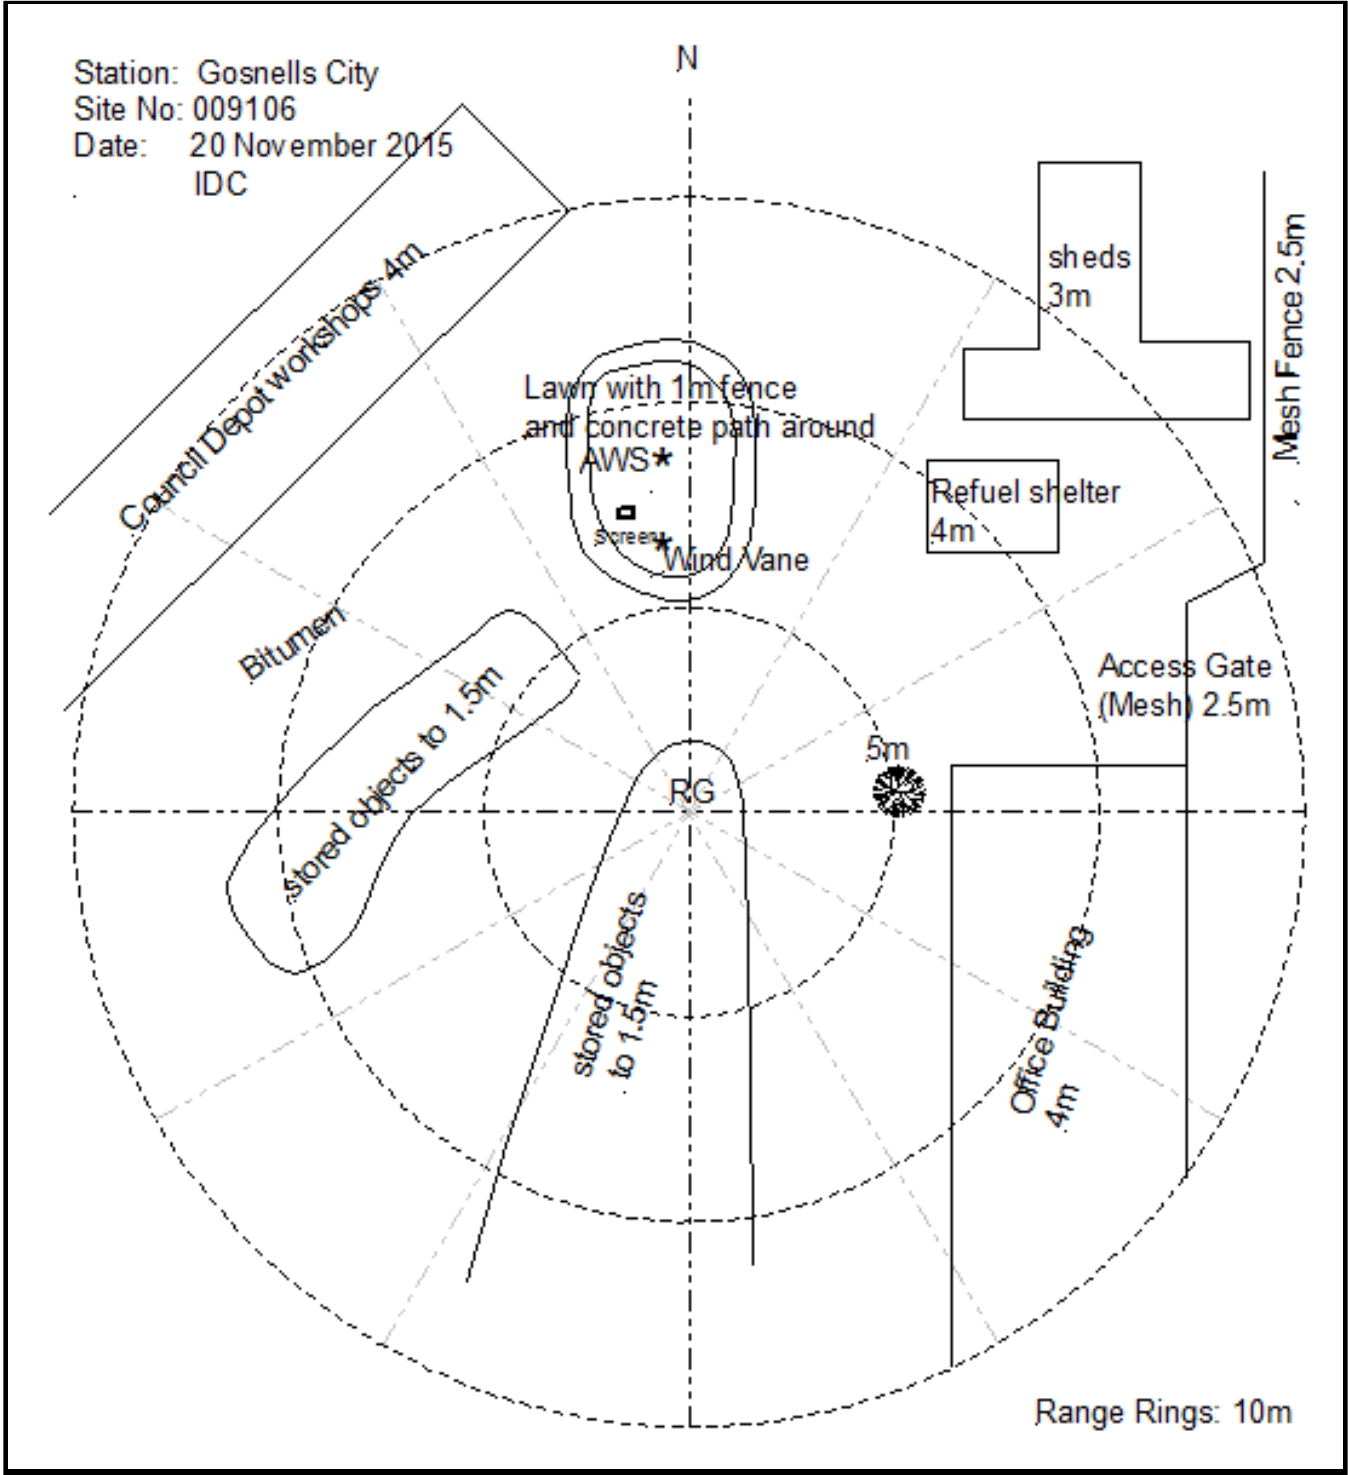 N
Station: Gosnells City
Site No: 009106
Date: 20 November 2015
IDC
sheds
3m
Mesh Fence 2.5m
Council Depot workshops 4m
Lawn with 1m fence
and concrete path around
AWS
Screen
Wind Vane
Refuel shelter
4m
Bitumen
Access Gate
(Mesh) 2.5m
stored objects to 1.5m
5m
RG
stored objects
to 1.5m
Office Building
4m
Range Rings: 10m